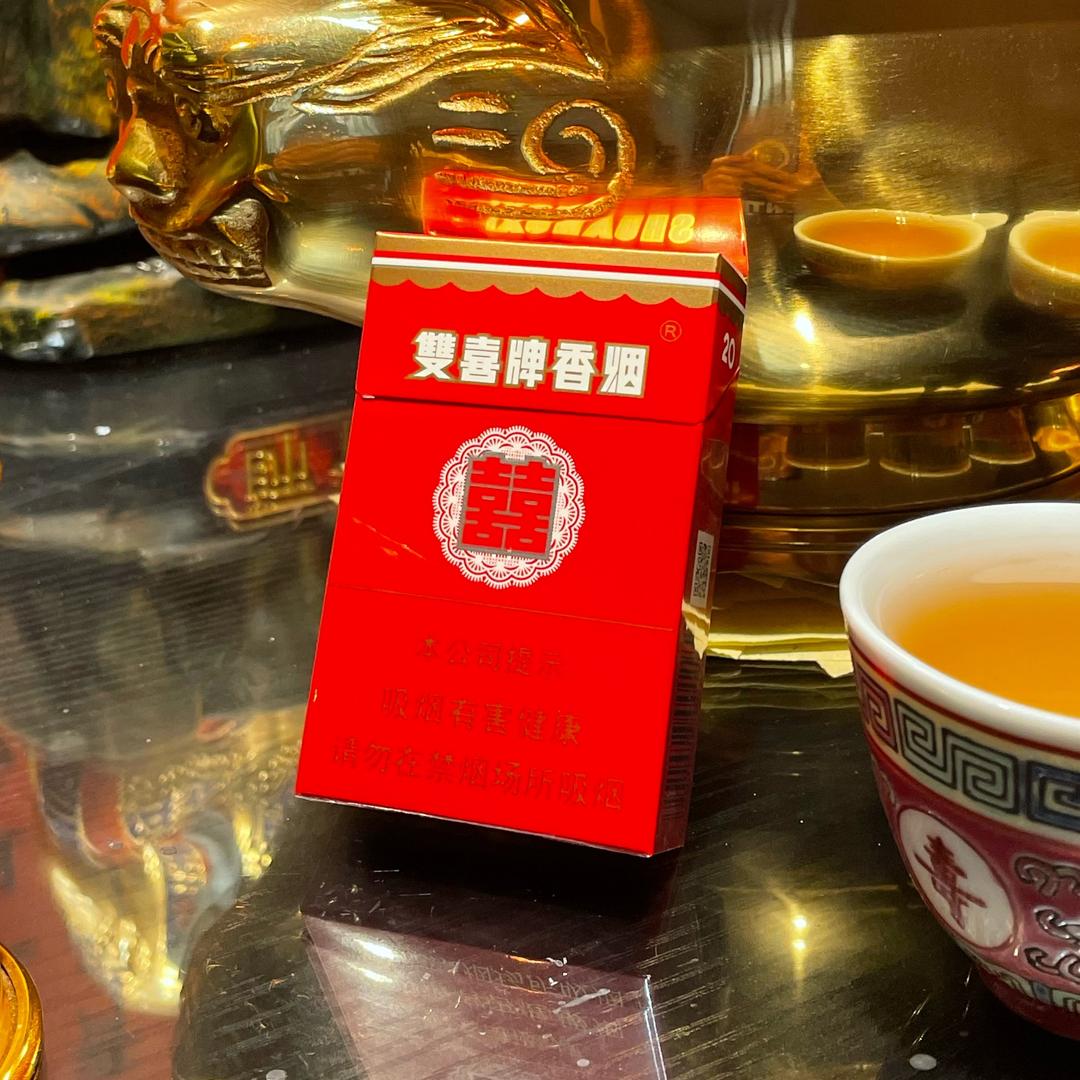 雙喜牌香烟
®
20
囍
本公司提示
吸烟有害健康
请勿在禁烟场所吸烟